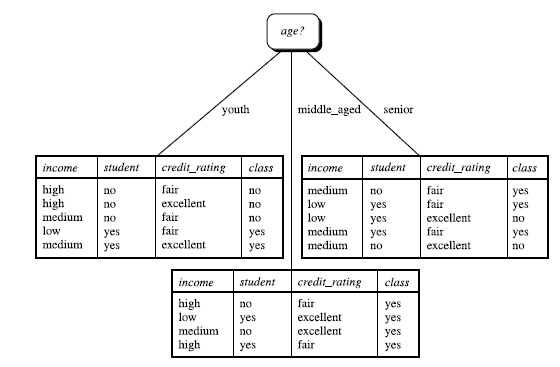 age?
youth
middle_aged
senior
income student credit_rating class
high no fair no
high no excellent no
medium no fair no
low yes fair yes
medium yes excellent yes
income student credit_rating class
medium no fair yes
low yes fair yes
low yes excellent no
medium yes fair yes
medium no excellent no
income student credit_rating class
high no fair yes
low yes excellent yes
medium no excellent yes
high yes fair yes